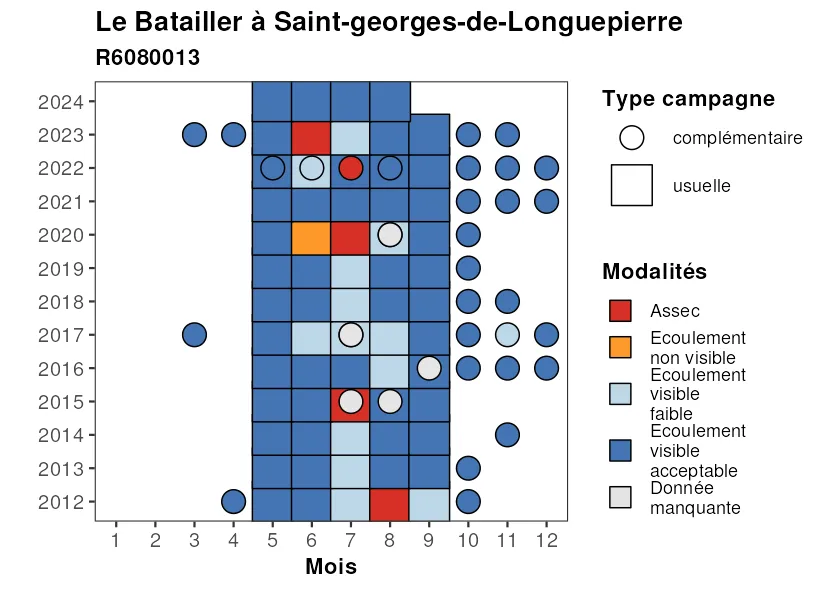 Le Batailler à Saint-georges-de-Longuepierre
R6080013
2024
2023
2022
2021
2020
2019
2018
2017
2016
2015
2014
2013
2012
1 2 3 4 5 6 7 8 9 10 11 12
Mois
Type campagne
complémentaire
usuelle
Modalités
Assec
Ecoulement
non visible
Ecoulement
visible
faible
Ecoulement
visible
acceptable
Donnée
manquante